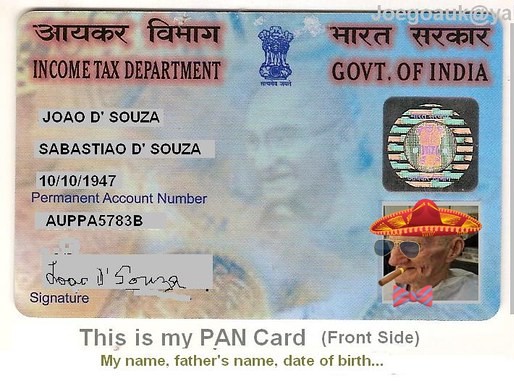 Joegoauk@ya
आयकर विभाग भारत सरकार
INCOME TAX DEPARTMENT GOVT. OF INDIA
सत्यमेव जयते
JOAO D' SOUZA
SABASTIAO D' SOUZA
10/10/1947
Permanent Account Number
AUPPA5783B
Joao D' Souza
Signature
This is my PAN Card (Front Side)
My name, father's name, date of birth...